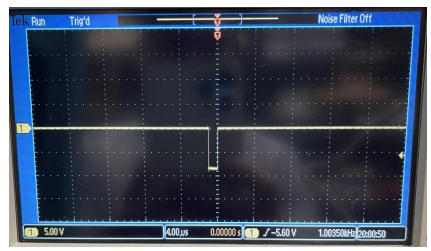 Tek Run Trig'd Noise Filter Off
1
1 5.00 V 4.00 µs 0.00000 s 1 -5.60 V 1.00350kHz 20:00:50